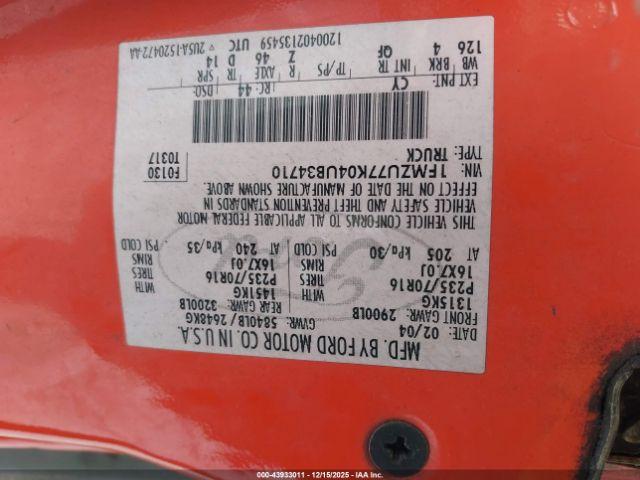 MFD. BY FORD MOTOR CO. IN U.S.A.
DATE: 02/04
GVWR: 5840LB / 2648KG
FRONT GAWR: 2900LB
REAR GAWR: 3200LB
1315KG
WITH
1451KG
WITH
P235/70R16
TIRES
P235/70R16
TIRES
16X7.0J
RIMS
16X7.0J
RIMS
AT 205 kPa/30 PSI COLD
AT 240 kPa/35 PSI COLD
THIS VEHICLE CONFORMS TO ALL APPLICABLE FEDERAL MOTOR
VEHICLE SAFETY AND THEFT PREVENTION STANDARDS IN
EFFECT ON THE DATE OF MANUFACTURE SHOWN ABOVE.
VIN: 1FMZU77K04UB34710
TYPE: TRUCK
F0130
T0317
EXT PNT: CY
RC: 44
DSO:
WB BRK INT TR TP/PS R AXLE TR SPR
126 4 QF Z 46 D 14
1200402135459 UTC ▽ 2U5A-1520472-AA
000-43933011 - 12/15/2025 - IAAI.COM